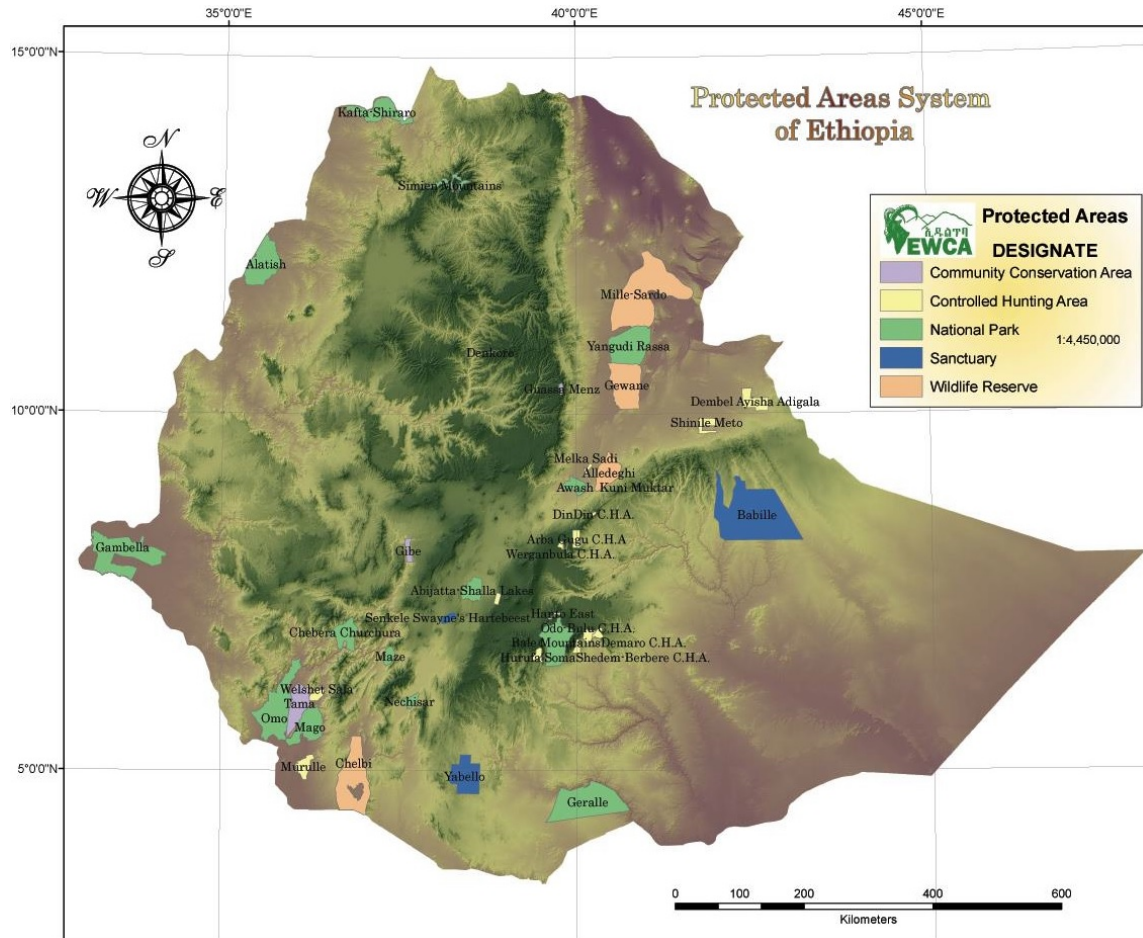 35°0'0"E
40°0'0"E
45°0'0"E
15°0'0"N
10°0'0"N
5°0'0"N
Protected Areas System
of Ethiopia
N
W
E
S
EWCA
Protected Areas
DESIGNATE
Community Conservation Area
Controlled Hunting Area
National Park
1:4,450,000
Sanctuary
Wildlife Reserve
Kafta-Shiraro
Simien Mountains
Alatish
Mille-Sardo
Yangudi Rassa
Denkoro
Guassa Menz
Gewane
Dembel Ayisha Adigala
Shinile Meto
Melka Sadi
Alledeghi
Awash Kuni Muktar
DinDin C.H.A.
Babille
Arba Gugu C.H.A
Werganbula C.H.A.
Gambella
Gibe
Abijatta-Shalla Lakes
Senkele Swayne's Hartebeest
Hanto East
Odo Bulu C.H.A.
Chebera Churchura
Bale Mountains Demaro C.H.A.
Maze
Hurufa Soma Shedem-Berbere C.H.A.
Welshet Sala
Tama
Omo
Mago
Nechisar
Murulle
Chelbi
Yabello
Geralle
0 100 200 400 600
Kilometers